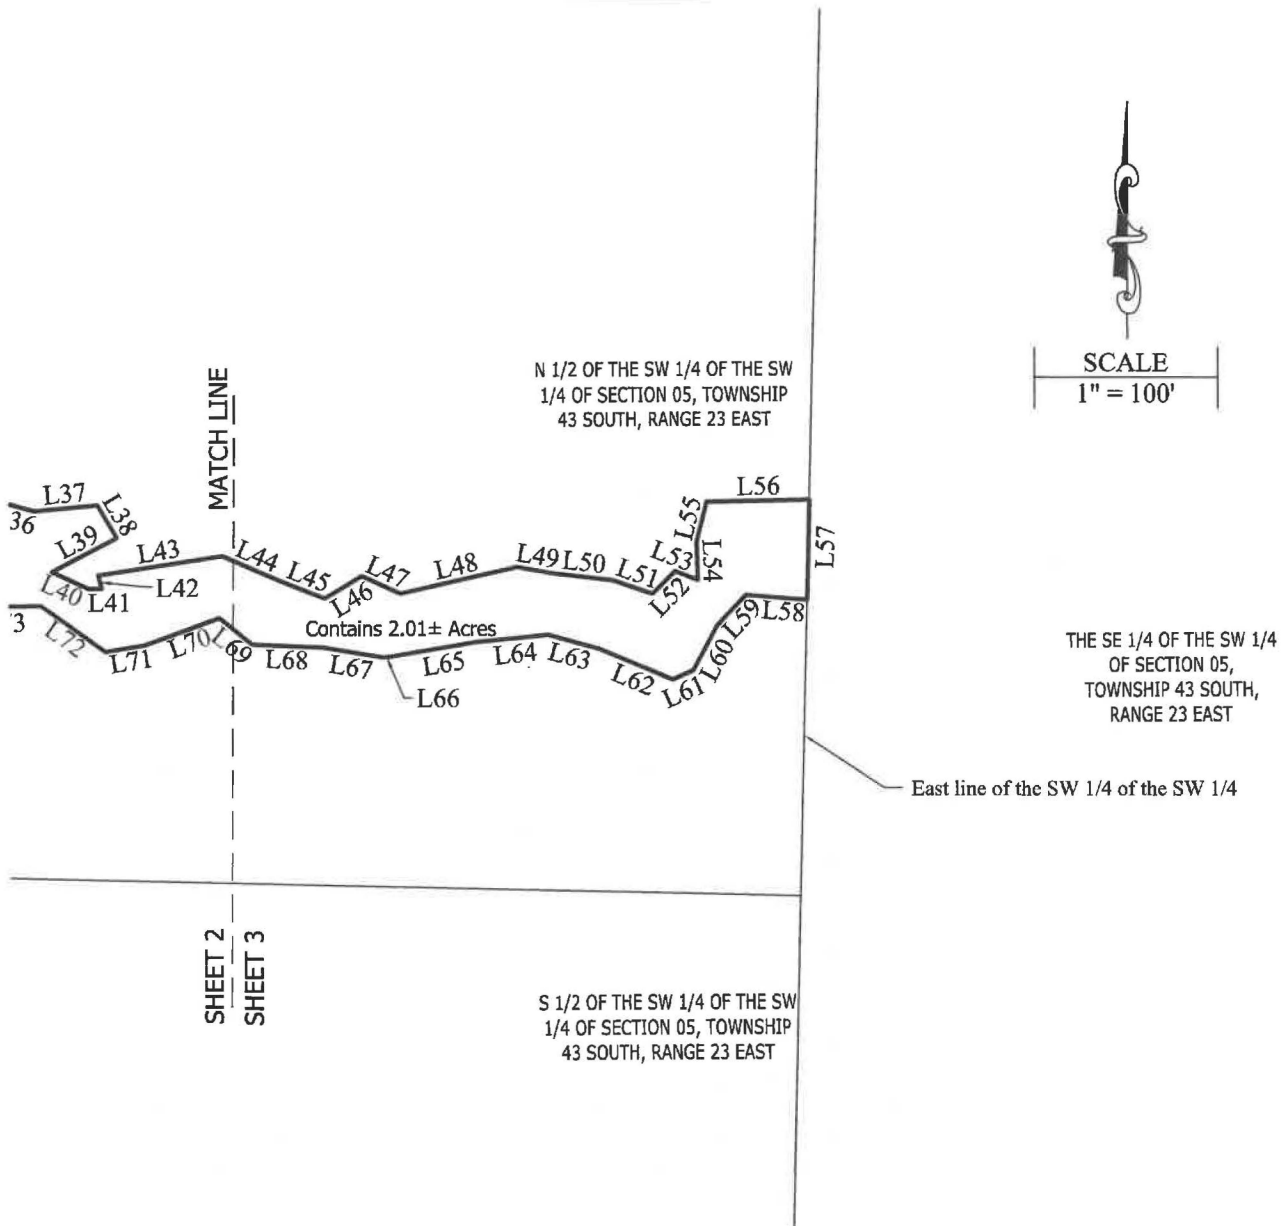 SCALE
1" = 100'
N 1/2 OF THE SW 1/4 OF THE SW
1/4 OF SECTION 05, TOWNSHIP
43 SOUTH, RANGE 23 EAST
MATCH LINE
36
L37
L38
L39
L40
L41
L42
L43
L44
L45
L46
L47
L48
L49
L50
L51
L52
L53
L54
L55
L56
L57
L58
L59
L60
L61
L62
L63
L64
L65
L66
L67
L68
L69
L70
L71
L72
'3
Contains 2.01± Acres
THE SE 1/4 OF THE SW 1/4
OF SECTION 05,
TOWNSHIP 43 SOUTH,
RANGE 23 EAST
East line of the SW 1/4 of the SW 1/4
SHEET 2
SHEET 3
S 1/2 OF THE SW 1/4 OF THE SW
1/4 OF SECTION 05, TOWNSHIP
43 SOUTH, RANGE 23 EAST